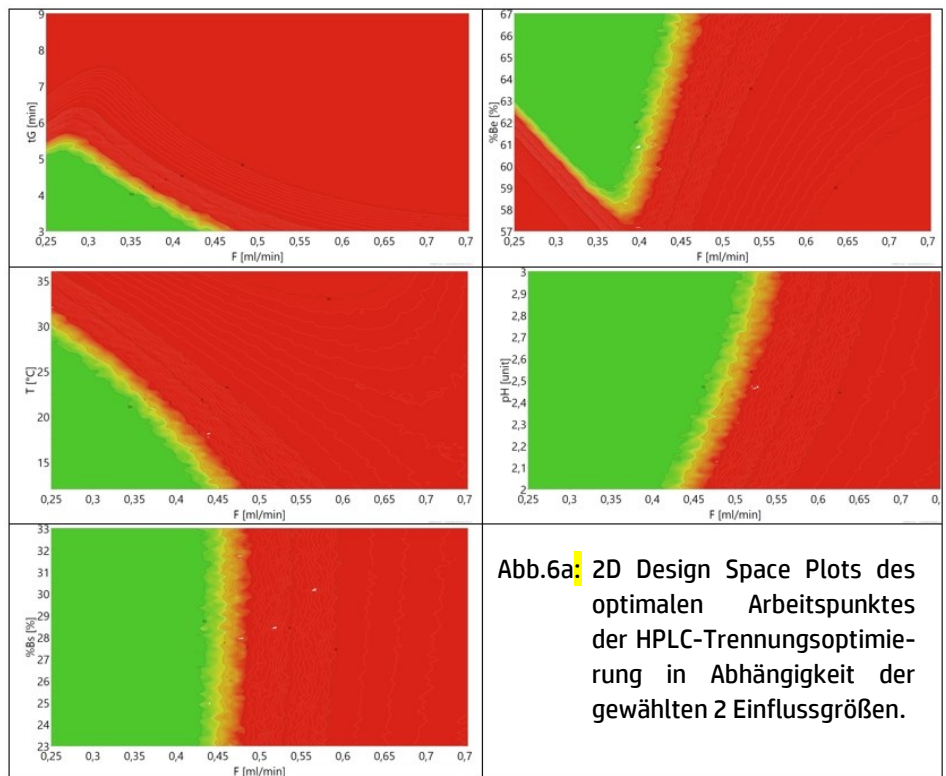 9
8
7
6
5
4
3
tG [min]
0,25 0,3 0,35 0,4 0,45 0,5 0,55 0,6 0,65 0,7 0,7
F [ml/min]
67
66
65
64
63
62
61
60
59
58
57
%Be [%]
0,25 0,3 0,35 0,4 0,45 0,5 0,55 0,6 0,65 0,7 0,7
F [ml/min]
35
30
25
20
15
T [°C]
0,25 0,3 0,35 0,4 0,45 0,5 0,55 0,6 0,65 0,7 0,7
F [ml/min]
3
2,9
2,8
2,7
2,6
2,5
2,4
2,3
2,2
2,1
2
pH [unit]
0,25 0,3 0,35 0,4 0,45 0,5 0,55 0,6 0,65 0,7 0,
F [ml/min]
33
32
31
30
29
28
27
26
25
24
23
%Bs [%]
0,25 0,3 0,35 0,4 0,45 0,5 0,55 0,6 0,65 0,7 0,7
F [ml/min]
Abb.6a: 2D Design Space Plots des
optimalen Arbeitspunktes
der HPLC-Trennungsoptimie-
rung in Abhängigkeit der
gewählten 2 Einflussgrößen.